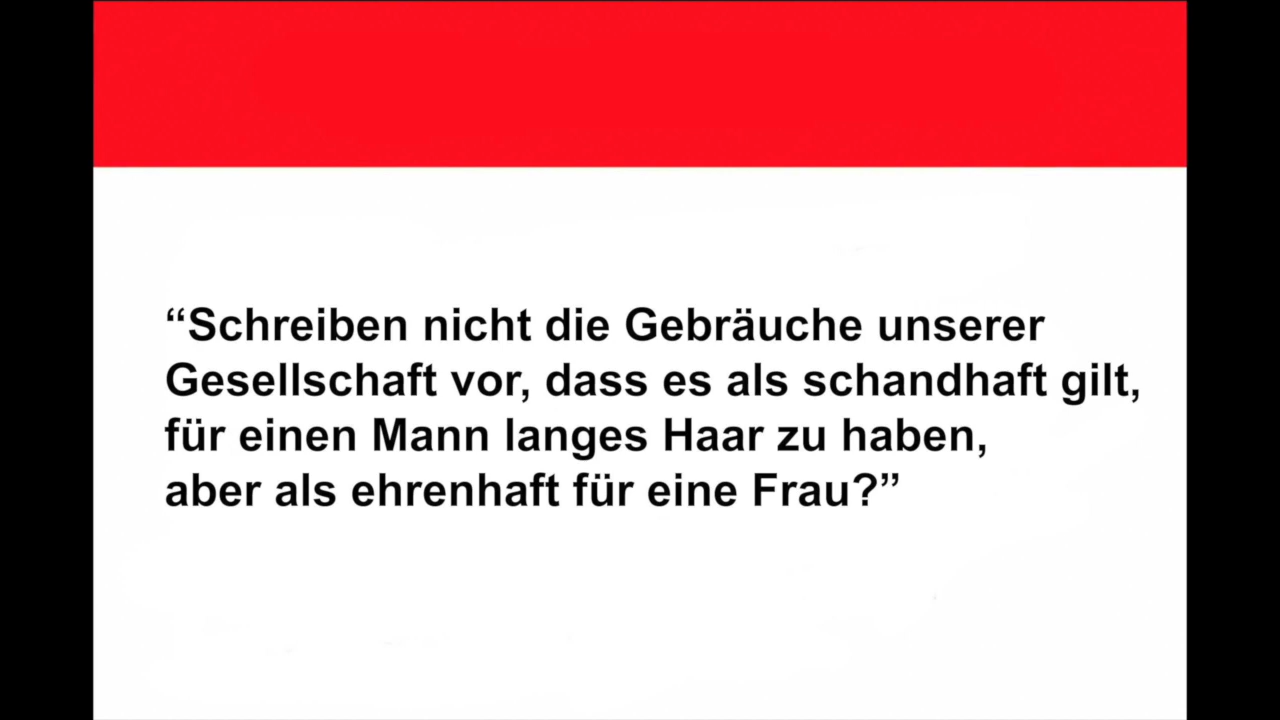 “Schreiben nicht die Gebräuche unserer
Gesellschaft vor, dass es als schandhaft gilt,
für einen Mann langes Haar zu haben,
aber als ehrenhaft für eine Frau?”